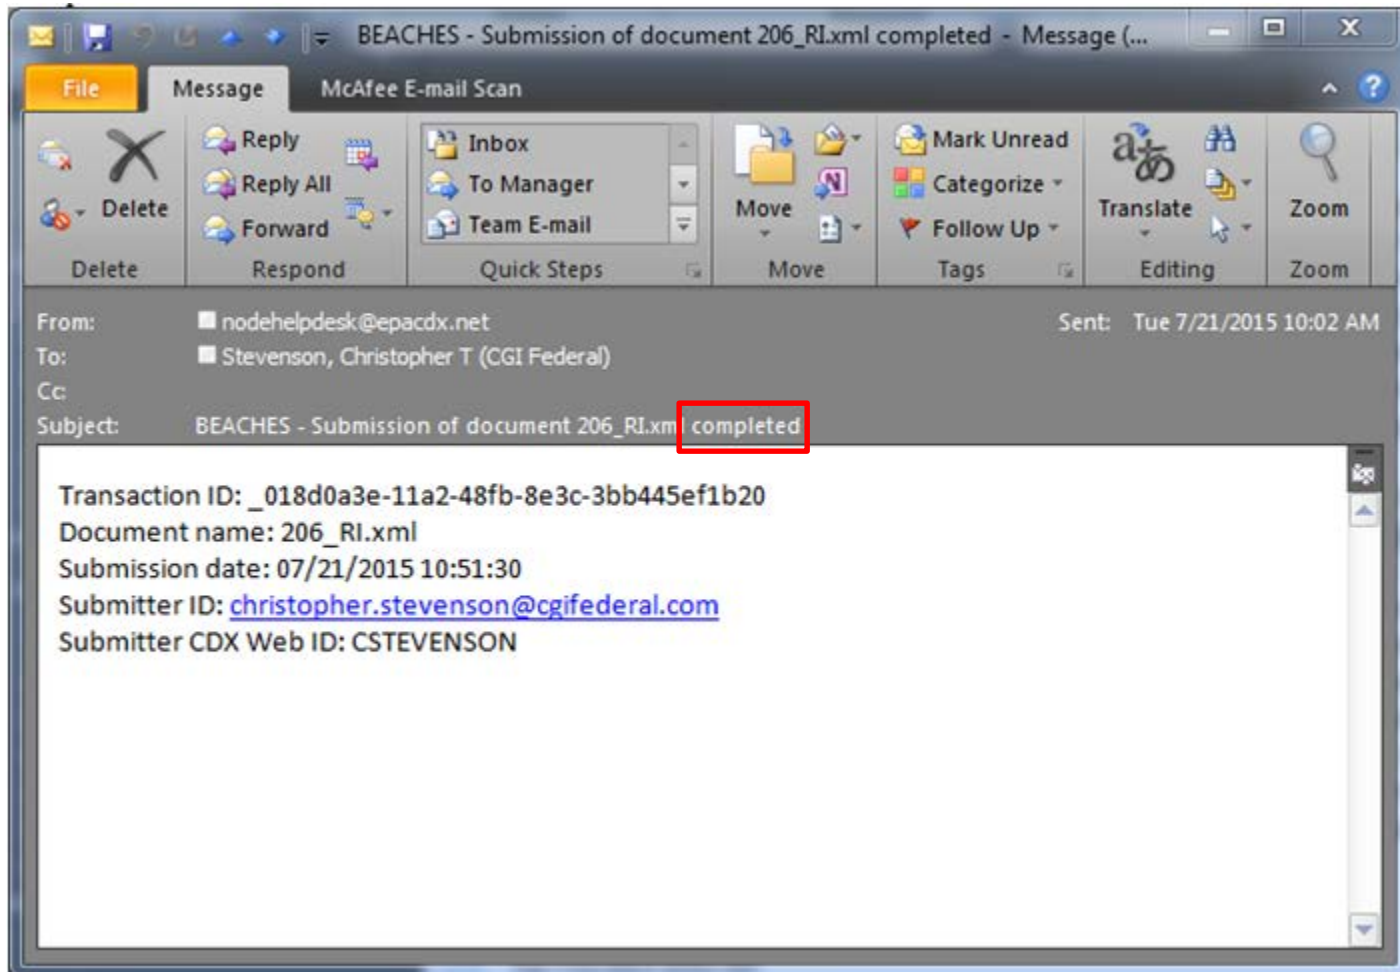 BEACHES - Submission of document 206_RI.xml completed - Message (...
File Message McAfee E-mail Scan
Delete
Reply
Reply All
Forward
Inbox
To Manager
Team E-mail
Move
Mark Unread
Categorize
Follow Up
Translate
Zoom
Delete Respond Quick Steps Move Tags Editing Zoom
From: nodehelpdesk@epacdx.net Sent: Tue 7/21/2015 10:02 AM
To: Stevenson, Christopher T (CGI Federal)
Cc:
Subject: BEACHES - Submission of document 206_RI.xml completed
Transaction ID: _018d0a3e-11a2-48fb-8e3c-3bb445ef1b20
Document name: 206_RI.xml
Submission date: 07/21/2015 10:51:30
Submitter ID: christopher.stevenson@cgifederal.com
Submitter CDX Web ID: CSTEVENSON